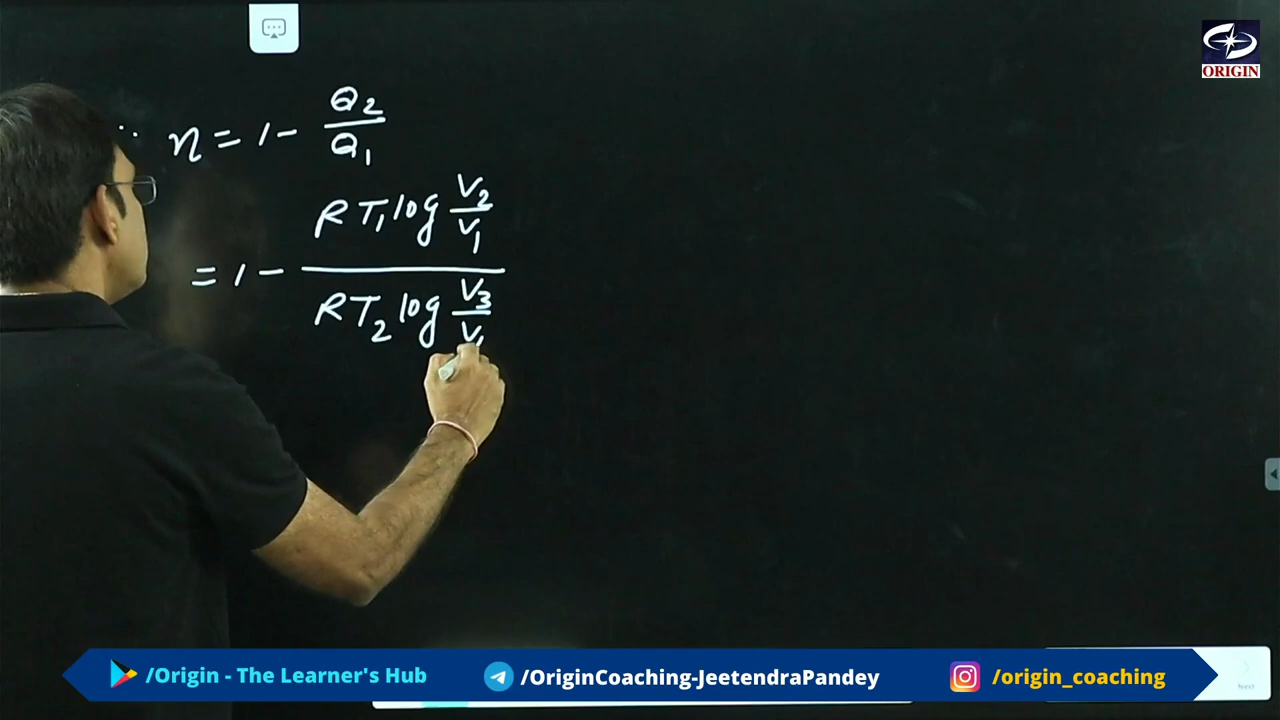 ORIGIN
∵ η = 1 - Q₂/Q₁
= 1 - (RT₁ log V₂/V₁)/(RT₂ log V₃/V
/Origin - The Learner's Hub
/OriginCoaching-JeetendraPandey
/origin_coaching
Next